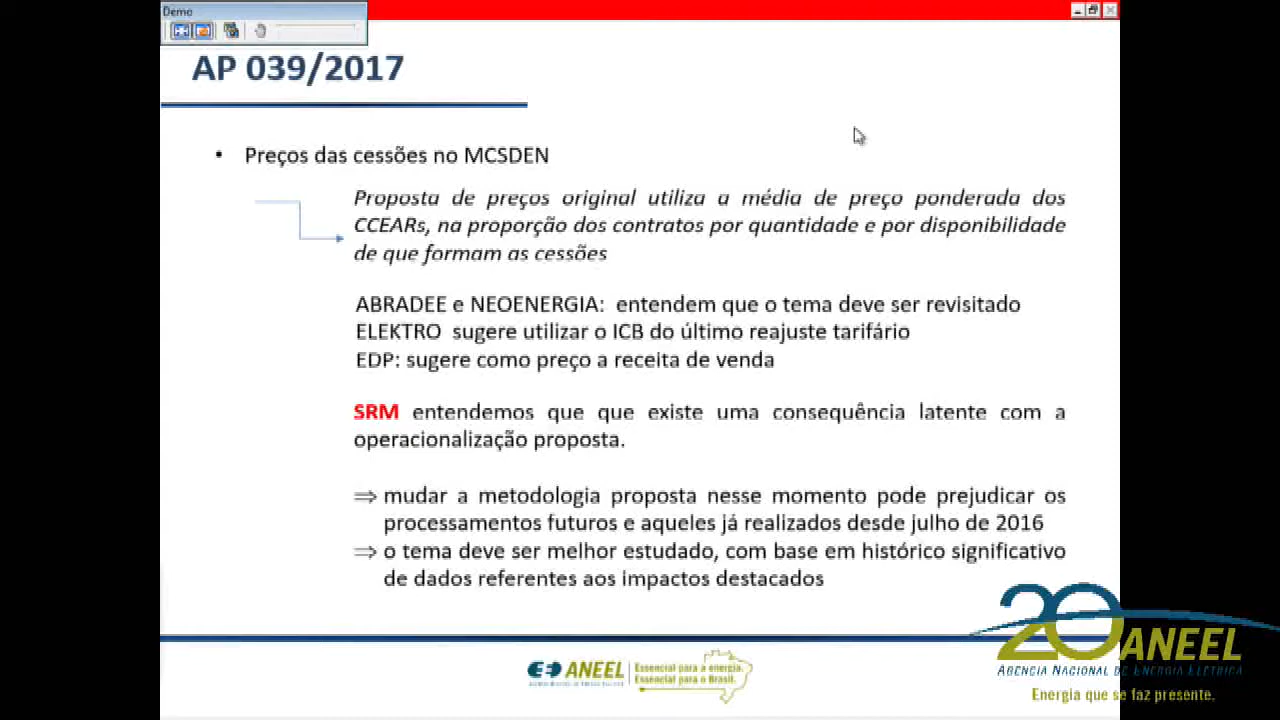 Demo
AP 039/2017
• Preços das cessões no MCSDEN
Proposta de preços original utiliza a média de preço ponderada dos
CCEARs, na proporção dos contratos por quantidade e por disponibilidade
de que formam as cessões
ABRADEE e NEOENERGIA: entendem que o tema deve ser revisitado
ELEKTRO sugere utilizar o ICB do último reajuste tarifário
EDP: sugere como preço a receita de venda
SRM entendemos que que existe uma consequência latente com a
operacionalização proposta.
⇒ mudar a metodologia proposta nesse momento pode prejudicar os
processamentos futuros e aqueles já realizados desde julho de 2016
⇒ o tema deve ser melhor estudado, com base em histórico significativo
de dados referentes aos impactos destacados
ANEEL
Essencial para a energia.
Essencial para o Brasil.
20 ANEEL
AGENCIA NACIONAL DE ENERGIA ELÉTRICA
Energia que se faz presente.